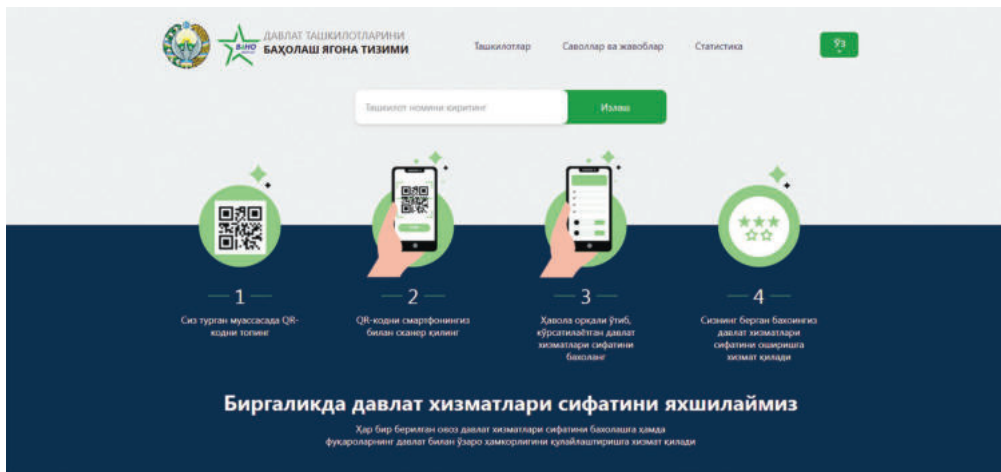 ДАВЛАТ ТАШКИЛОТЛАРИНИ
БАҲОЛАШ ЯГОНА ТИЗИМИ
Ташкилотлар
Саволлар ва жавоблар
Статистика
Ўз
Ташкилот номини киритинг
Излаш
1
Сиз турган муассасада QR-
кодни топинг
2
QR-кодни смартфонингиз
билан сканер қилинг
3
Ҳавола орқали ўтиб,
кўрсатилаётган давлат
хизматлари сифатини
баҳоланг
4
Сизнинг берган баҳоингиз
давлат хизматлари
сифатини оширишга
хизмат қилади
Биргаликда давлат хизматлари сифатини яхшилаймиз
Ҳар бир берилган овоз давлат хизматлари сифатини баҳолашга ҳамда
фуқароларнинг давлат билан ўзаро ҳамкорлигини қулайлаштиришга хизмат қилади